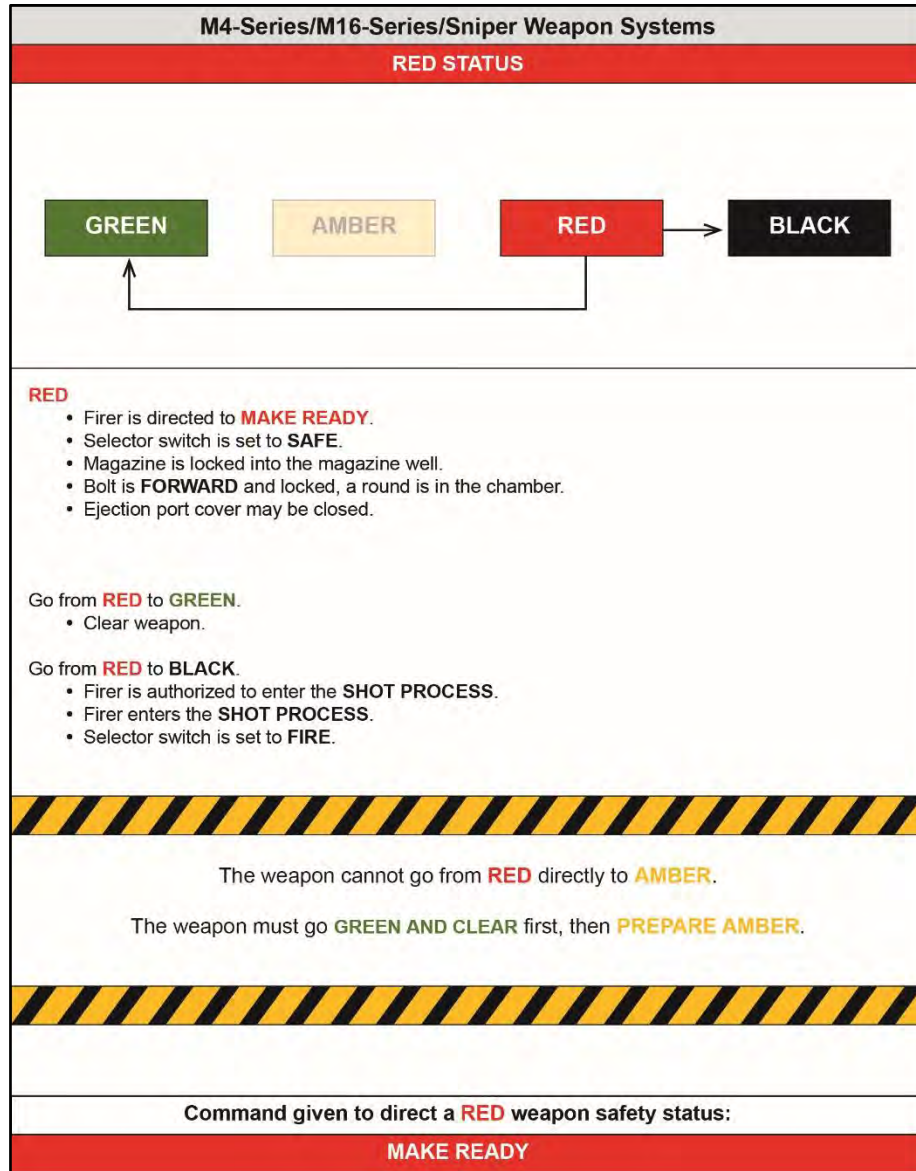 M4-Series/M16-Series/Sniper Weapon Systems
RED STATUS
GREEN
AMBER
RED
BLACK
RED
• Firer is directed to MAKE READY.
• Selector switch is set to SAFE.
• Magazine is locked into the magazine well.
• Bolt is FORWARD and locked, a round is in the chamber.
• Ejection port cover may be closed.
Go from RED to GREEN.
• Clear weapon.
Go from RED to BLACK.
• Firer is authorized to enter the SHOT PROCESS.
• Firer enters the SHOT PROCESS.
• Selector switch is set to FIRE.
The weapon cannot go from RED directly to AMBER.
The weapon must go GREEN AND CLEAR first, then PREPARE AMBER.
Command given to direct a RED weapon safety status:
MAKE READY